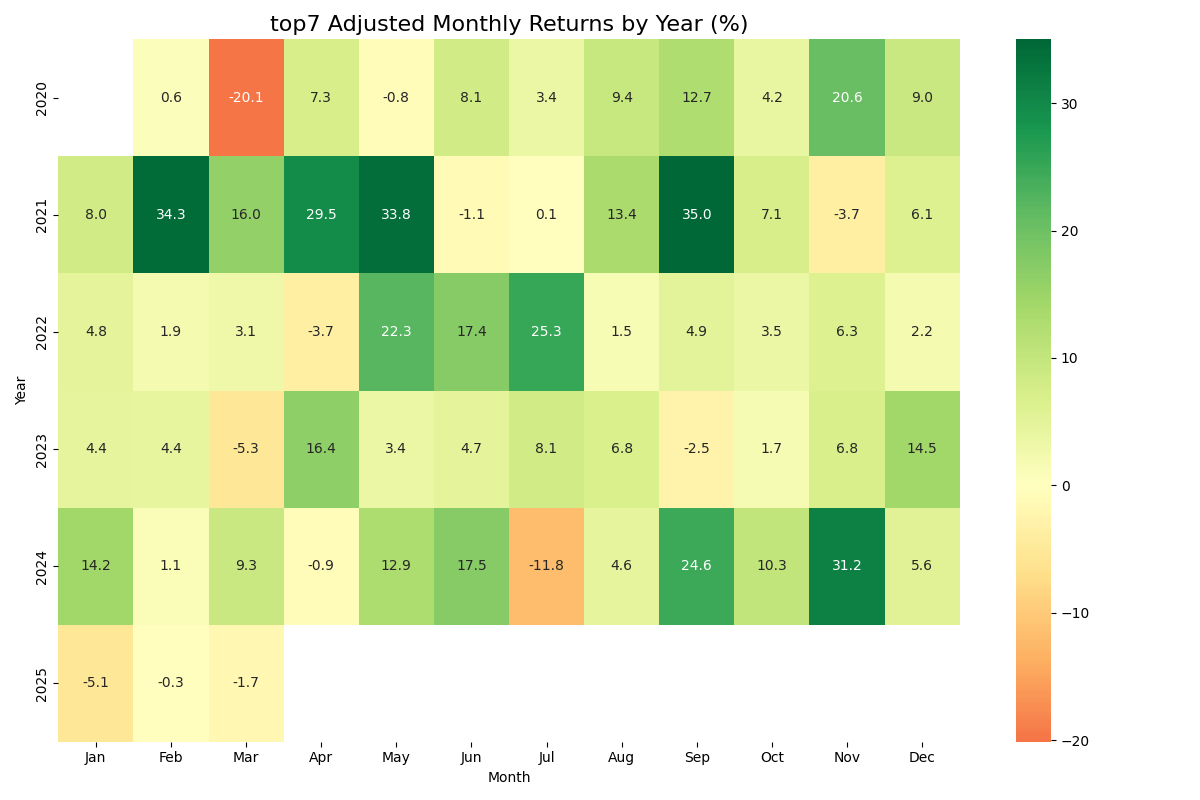 top7 Adjusted Monthly Returns by Year (%)
2020 0.6 -20.1 7.3 -0.8 8.1 3.4 9.4 12.7 4.2 20.6 9.0
2021 8.0 34.3 16.0 29.5 33.8 -1.1 0.1 13.4 35.0 7.1 -3.7 6.1
2022 4.8 1.9 3.1 -3.7 22.3 17.4 25.3 1.5 4.9 3.5 6.3 2.2
Year
2023 4.4 4.4 -5.3 16.4 3.4 4.7 8.1 6.8 -2.5 1.7 6.8 14.5
2024 14.2 1.1 9.3 -0.9 12.9 17.5 -11.8 4.6 24.6 10.3 31.2 5.6
2025 -5.1 -0.3 -1.7
Jan Feb Mar Apr May Jun Jul Aug Sep Oct Nov Dec
Month
30
20
10
0
−10
−20